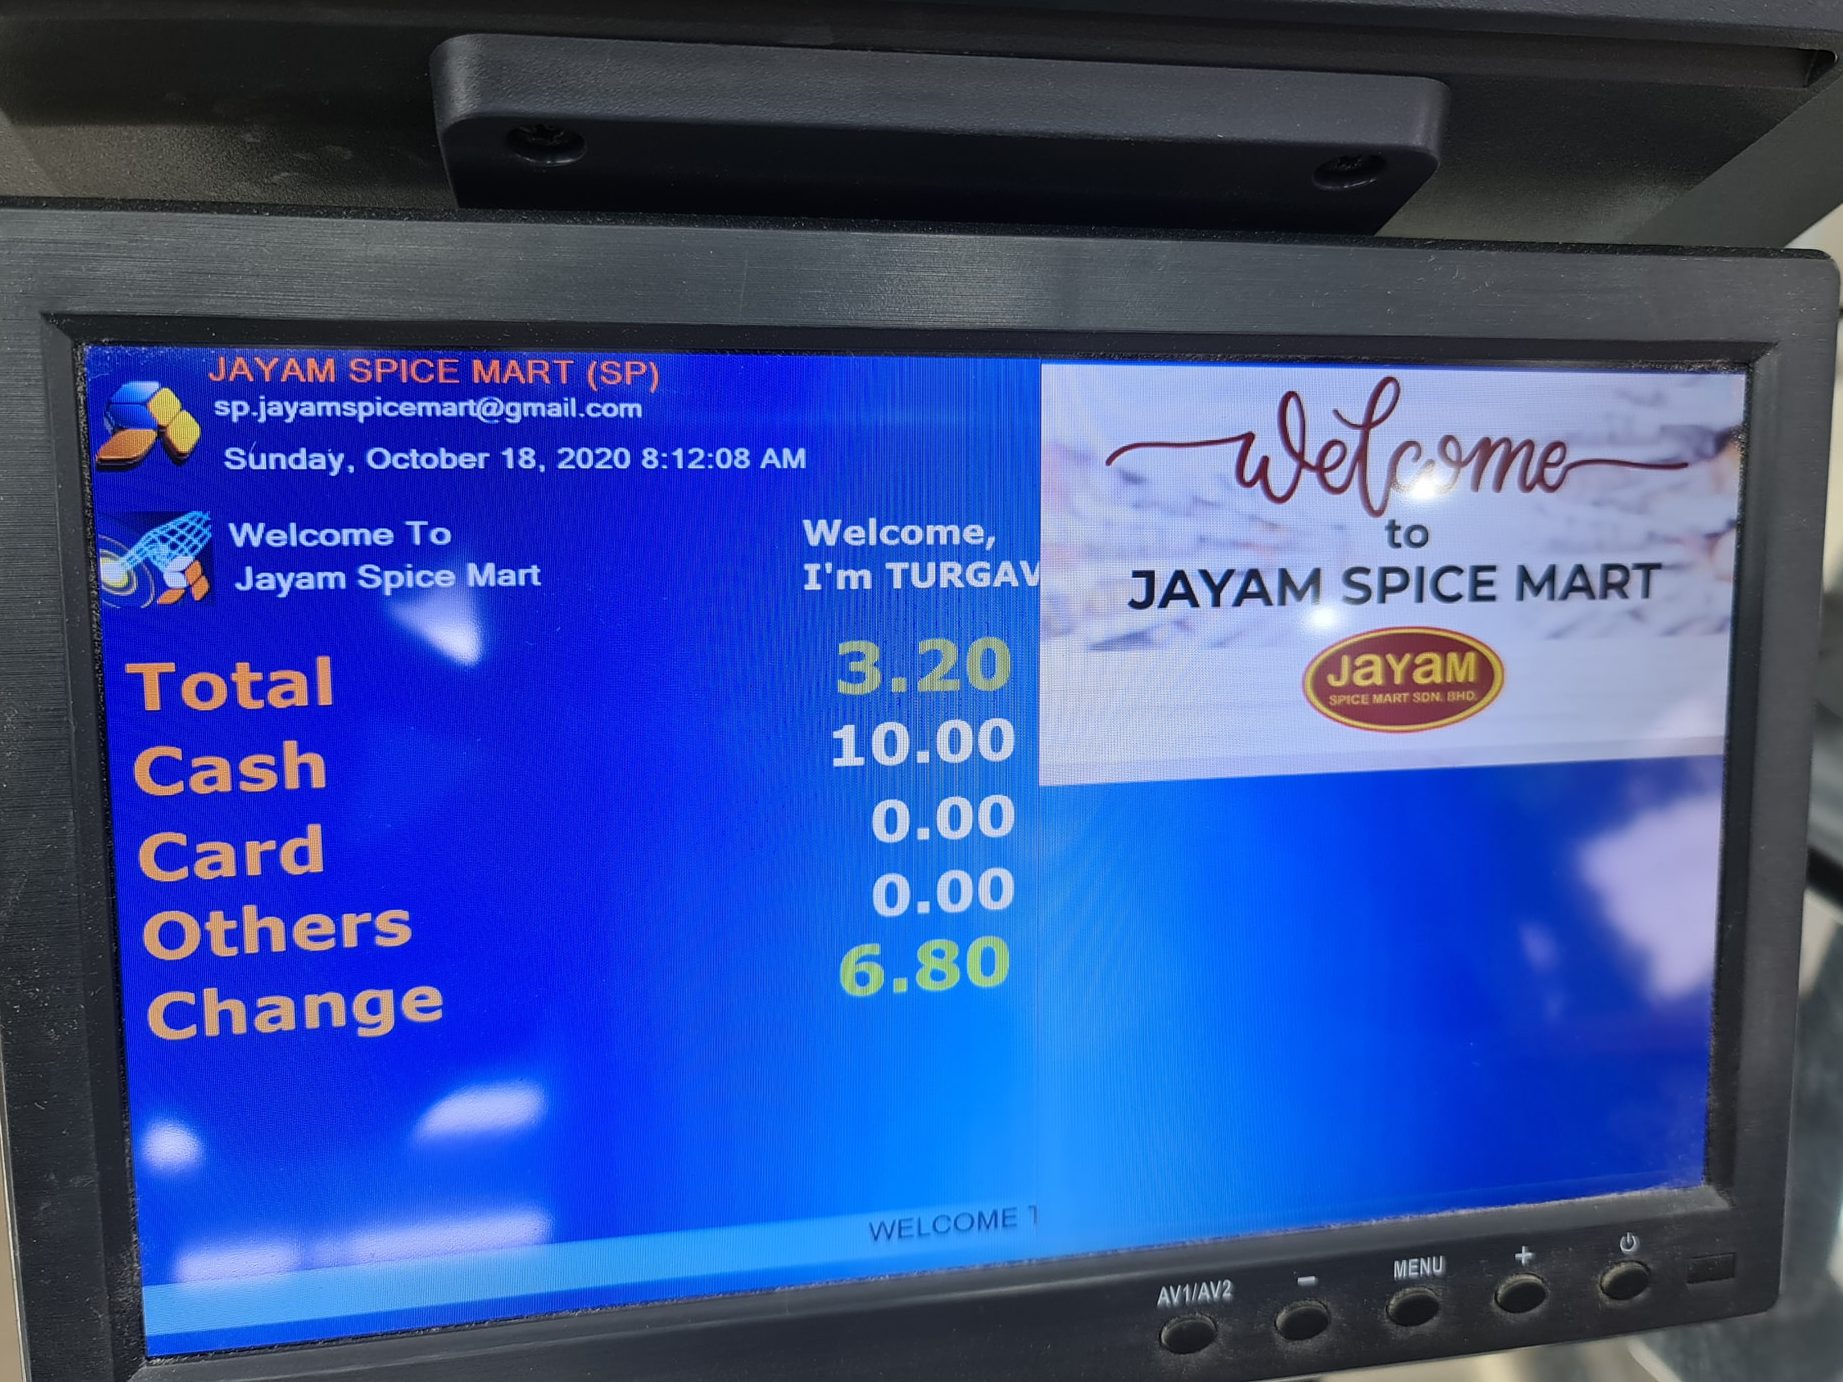 JAYAM SPICE MART (SP)
sp.jayamspicemart@gmail.com
Sunday, October 18, 2020 8:12:08 AM
Welcome To
Jayam Spice Mart
Welcome,
I'm TURGAV
Total 3.20
Cash 10.00
Card 0.00
Others 0.00
Change 6.80
WELCOME T
welcome
to
JAYAM SPICE MART
JAYAM
SPICE MART SDN. BHD.
AV1/AV2 - MENU +